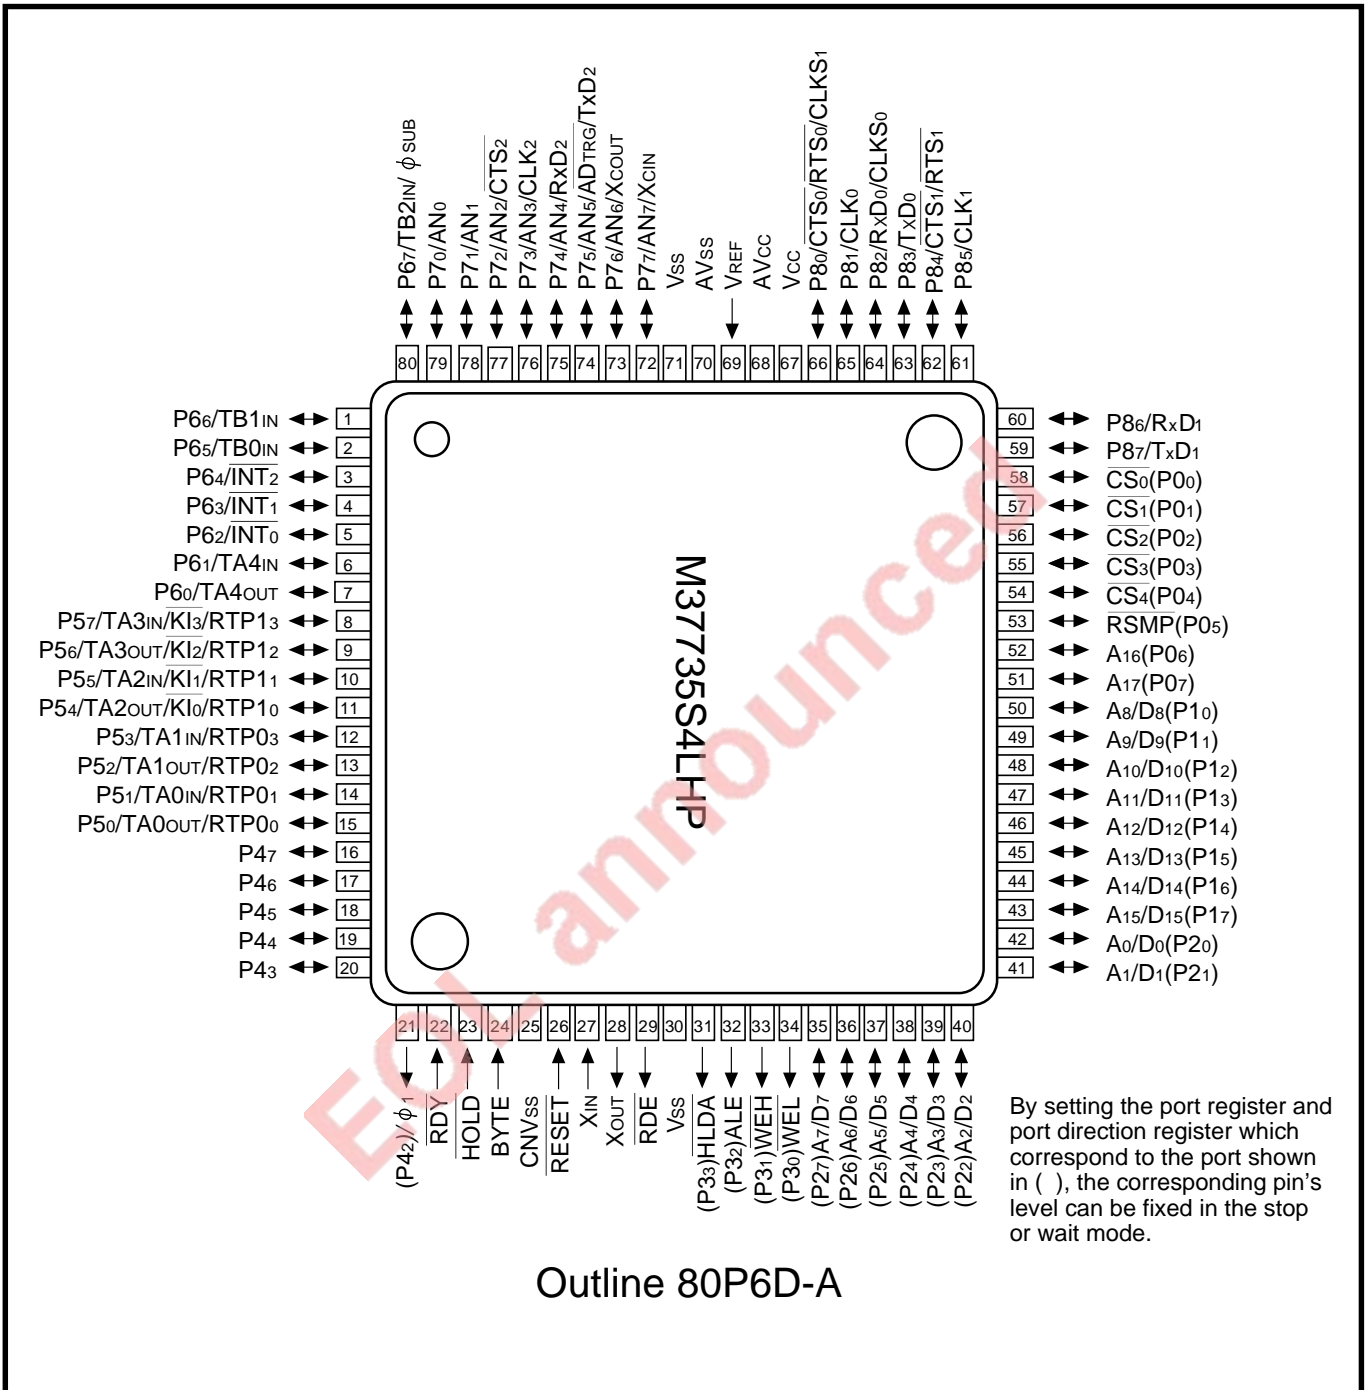 P67/TB2IN/ ϕ SUB
P70/AN0
P71/AN1
P72/AN2/CTS2
P73/AN3/CLK2
P74/AN4/RxD2
P75/AN5/ADTRG/TxD2
P76/AN6/XCOUT
P77/AN7/XCIN
VSS
AVSS
VREF
AVCC
VCC
P80/CTS0/RTS0/CLKS1
P81/CLK0
P82/RxD0/CLKS0
P83/TxD0
P84/CTS1/RTS1
P85/CLK1
80 79 78 77 76 75 74 73 72 71 70 69 68 67 66 65 64 63 62 61
P66/TB1IN 1
P65/TB0IN 2
P64/INT2 3
P63/INT1 4
P62/INT0 5
P61/TA4IN 6
P60/TA4OUT 7
P57/TA3IN/KI3/RTP13 8
P56/TA3OUT/KI2/RTP12 9
P55/TA2IN/KI1/RTP11 10
P54/TA2OUT/KI0/RTP10 11
P53/TA1IN/RTP03 12
P52/TA1OUT/RTP02 13
P51/TA0IN/RTP01 14
P50/TA0OUT/RTP00 15
P47 16
P46 17
P45 18
P44 19
P43 20
M37735S4LHP
EOL announced
60 P86/RxD1
59 P87/TxD1
58 CS0(P00)
57 CS1(P01)
56 CS2(P02)
55 CS3(P03)
54 CS4(P04)
53 RSMP(P05)
52 A16(P06)
51 A17(P07)
50 A8/D8(P10)
49 A9/D9(P11)
48 A10/D10(P12)
47 A11/D11(P13)
46 A12/D12(P14)
45 A13/D13(P15)
44 A14/D14(P16)
43 A15/D15(P17)
42 A0/D0(P20)
41 A1/D1(P21)
21 22 23 24 25 26 27 28 29 30 31 32 33 34 35 36 37 38 39 40
(P42)/ ϕ 1
RDY
HOLD
BYTE
CNVSS
RESET
XIN
XOUT
RDE
VSS
(P33)HLDA
(P32)ALE
(P31)WEH
(P30)WEL
(P27)A7/D7
(P26)A6/D6
(P25)A5/D5
(P24)A4/D4
(P23)A3/D3
(P22)A2/D2
By setting the port register and
port direction register which
correspond to the port shown
in ( ), the corresponding pin’s
level can be fixed in the stop
or wait mode.
Outline 80P6D-A